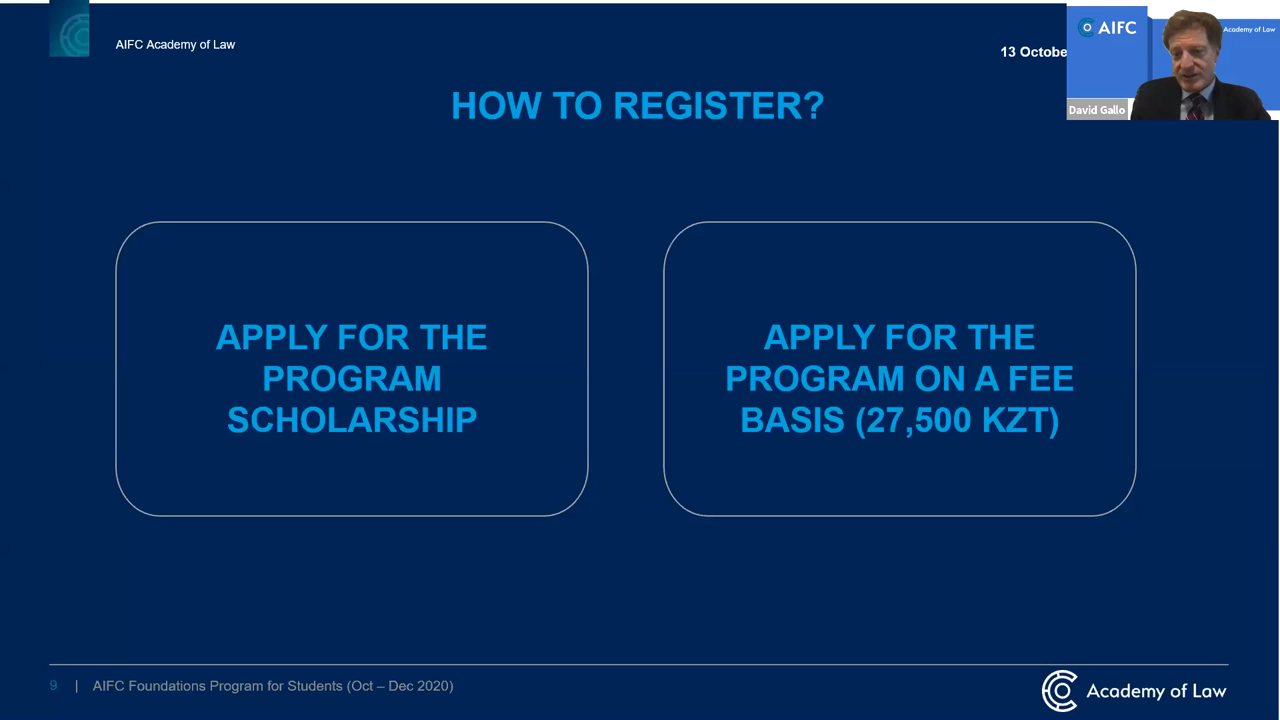 AIFC Academy of Law
13 Octobe
AIFC
Academy of Law
David Gallo
HOW TO REGISTER?
APPLY FOR THE
PROGRAM
SCHOLARSHIP
APPLY FOR THE
PROGRAM ON A FEE
BASIS (27,500 KZT)
9 | AIFC Foundations Program for Students (Oct – Dec 2020)
Academy of Law